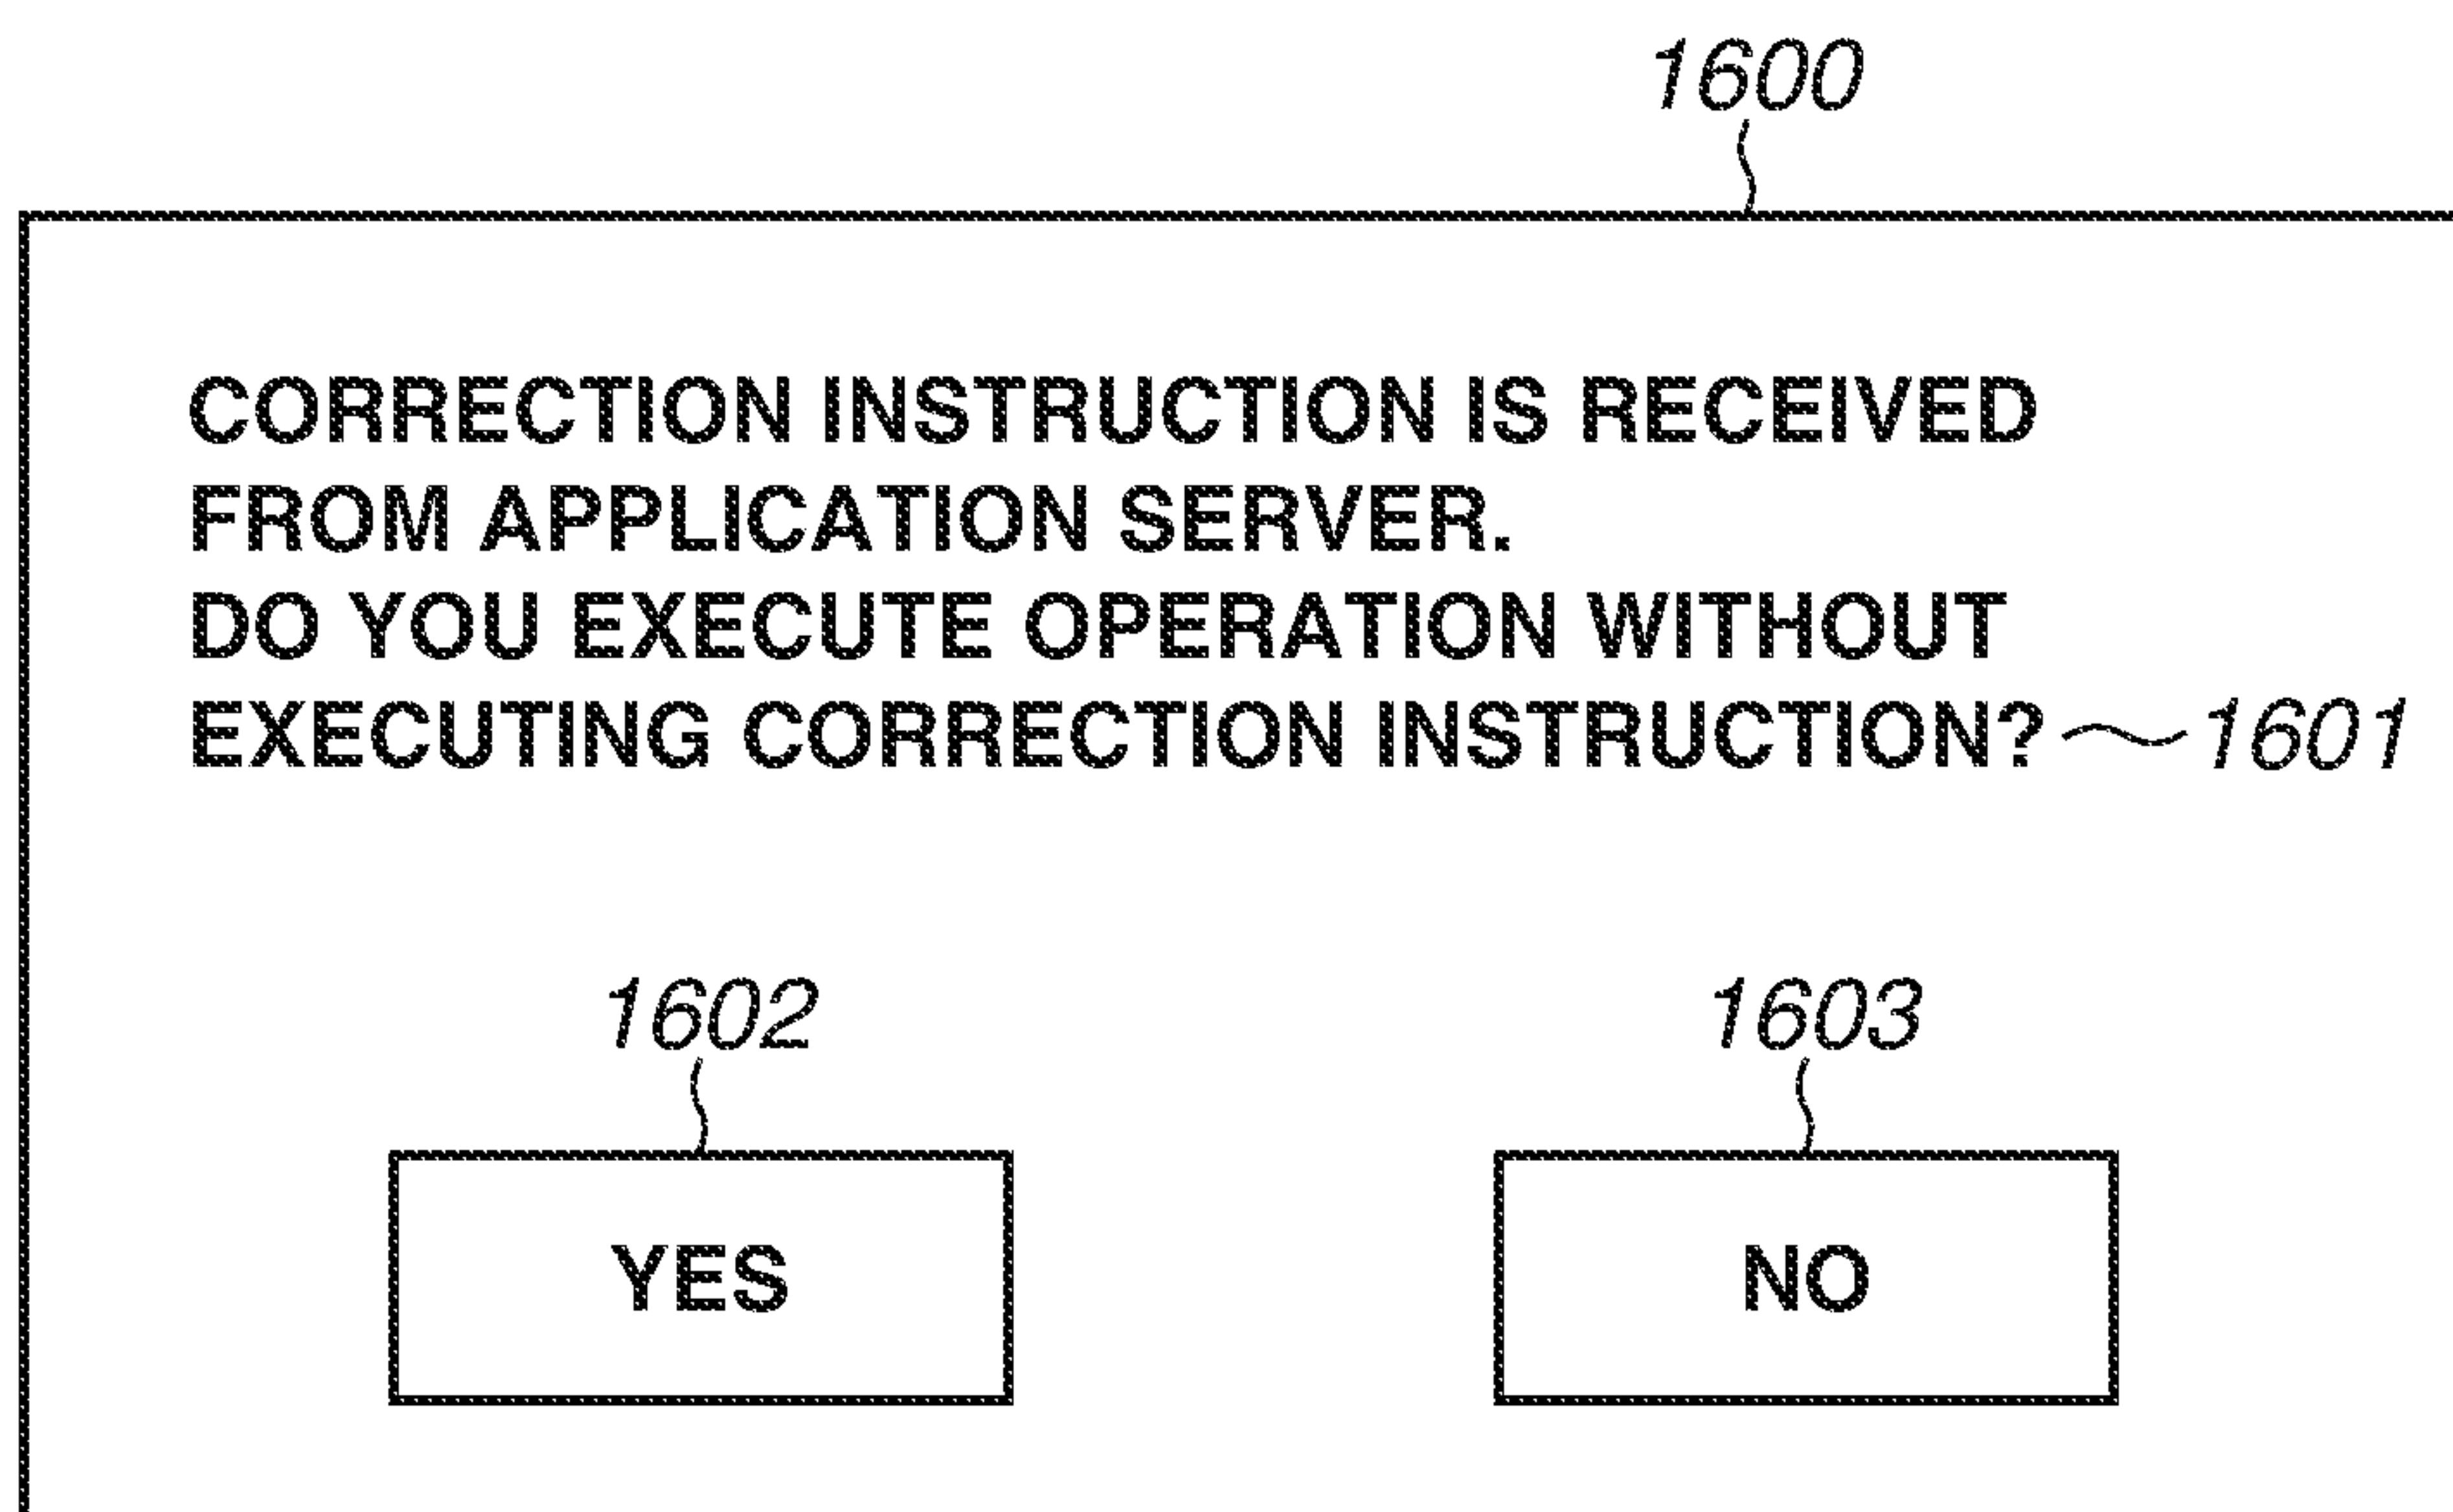 1600
CORRECTION INSTRUCTION IS RECEIVED
FROM APPLICATION SERVER.
DO YOU EXECUTE OPERATION WITHOUT
EXECUTING CORRECTION INSTRUCTION? 1601
1602 1603
YES NO